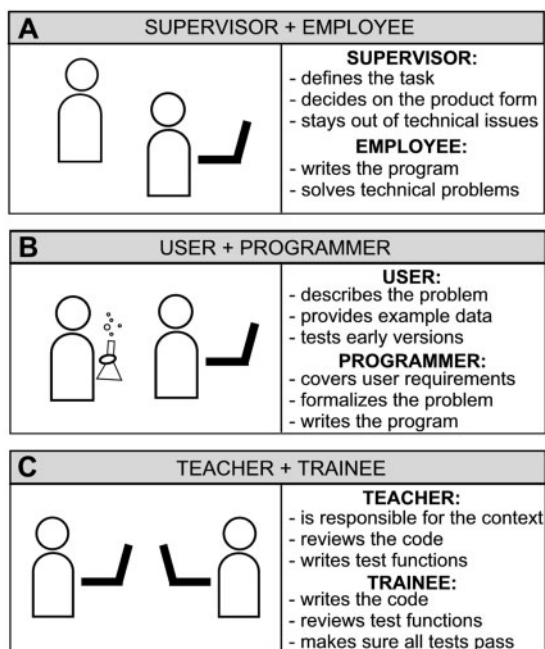 A SUPERVISOR + EMPLOYEE
SUPERVISOR:
- defines the task
- decides on the product form
- stays out of technical issues
EMPLOYEE:
- writes the program
- solves technical problems
B USER + PROGRAMMER
USER:
- describes the problem
- provides example data
- tests early versions
PROGRAMMER:
- covers user requirements
- formalizes the problem
- writes the program
C TEACHER + TRAINEE
TEACHER:
- is responsible for the context
- reviews the code
- writes test functions
TRAINEE:
- writes the code
- reviews test functions
- makes sure all tests pass